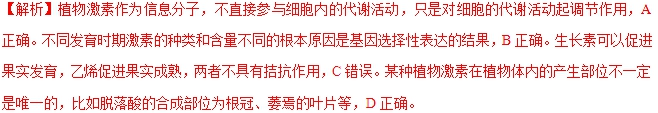 【解析】植物激素作为信息分子，不直接参与细胞内的代谢活动，只是对细胞的代谢活动起调节作用，A
正确。不同发育时期激素的种类和含量不同的根本原因是基因选择性表达的结果，B 正确。生长素可以促进
果实发育，乙烯促进果实成熟，两者不具有拮抗作用，C 错误。某种植物激素在植物体内的产生部位不一定
是唯一的，比如脱落酸的合成部位为根冠、萎焉的叶片等，D 正确。